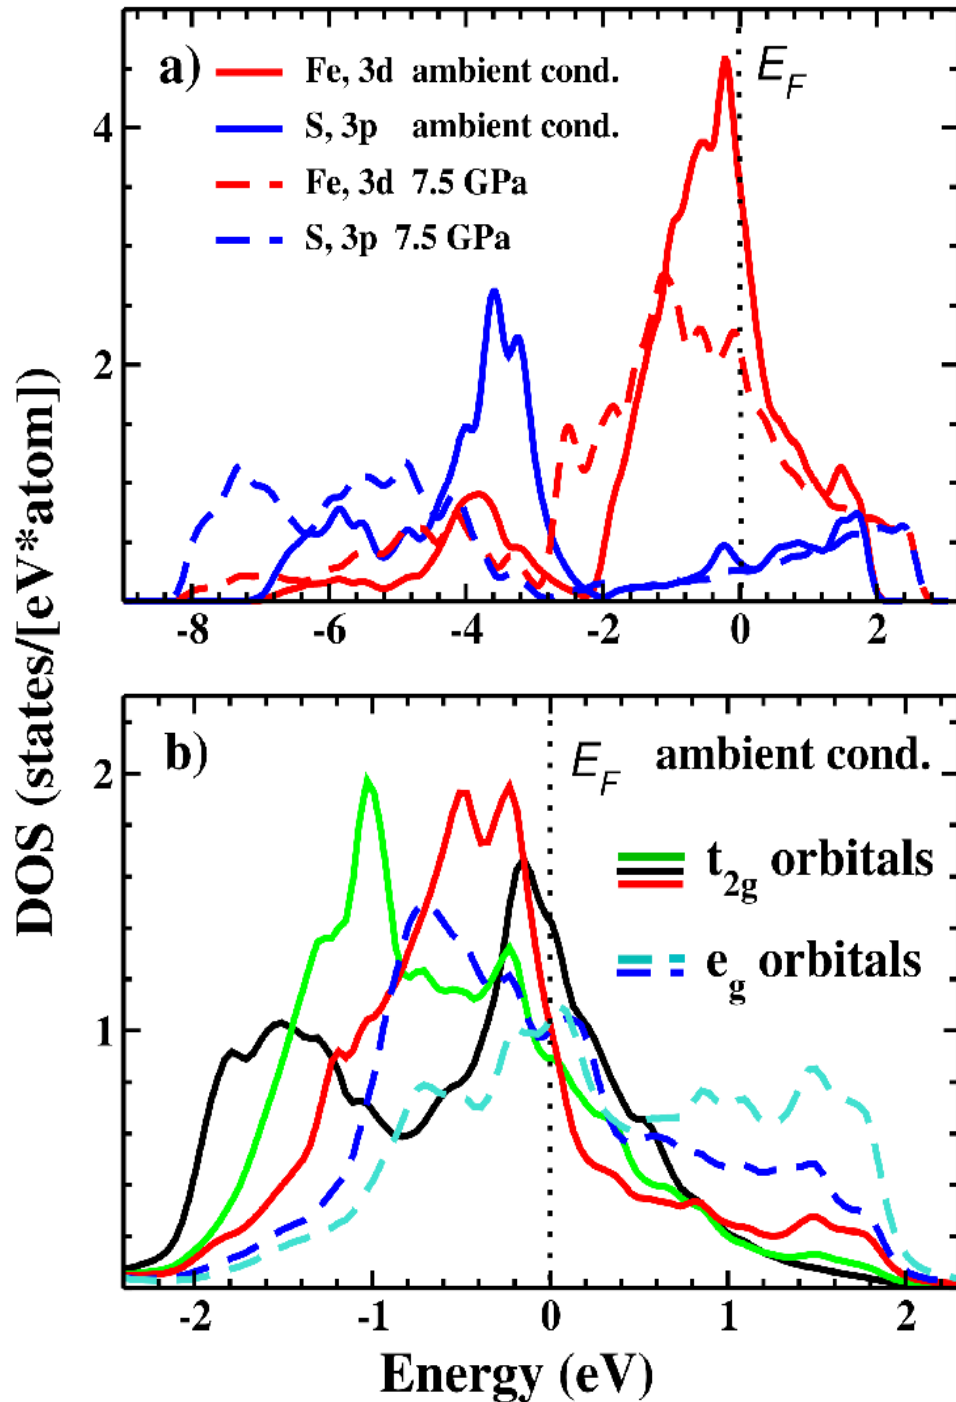 a)
Fe, 3d ambient cond.
S, 3p ambient cond.
Fe, 3d 7.5 GPa
S, 3p 7.5 GPa
E_F
4
2
-8 -6 -4 -2 0 2
DOS (states/[eV*atom])
b)
E_F
ambient cond.
t_2g orbitals
e_g orbitals
2
1
-2 -1 0 1 2
Energy (eV)